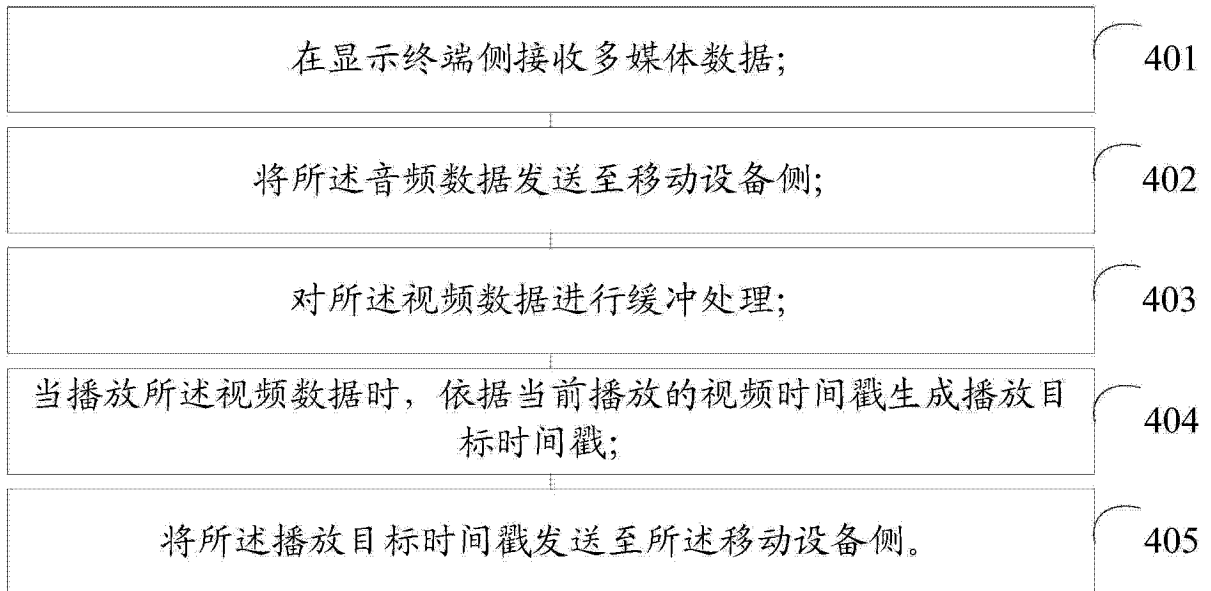 在显示终端侧接收多媒体数据;
401
将所述音频数据发送至移动设备侧;
402
对所述视频数据进行缓冲处理;
403
当播放所述视频数据时，依据当前播放的视频时间戳生成播放目
标时间戳;
404
将所述播放目标时间戳发送至所述移动设备侧。
405